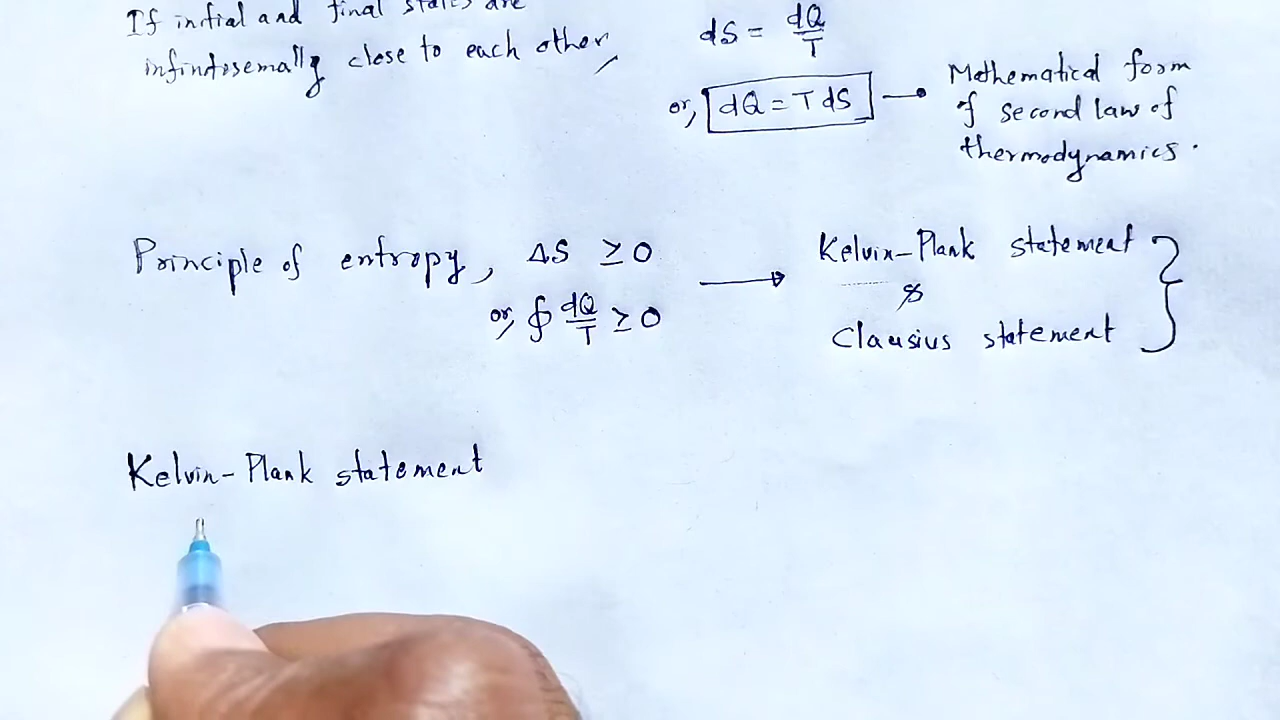 If initial and final states are
infinitosemally close to each other,
dS = dQ/T
or, dQ = T dS → Mathematical form of second law of thermodynamics.
Principle of entropy, ΔS ≥ 0 → Kelvin-Plank statement
or, ∮ dQ/T ≥ 0
&
Clausius statement
Kelvin-Plank statement